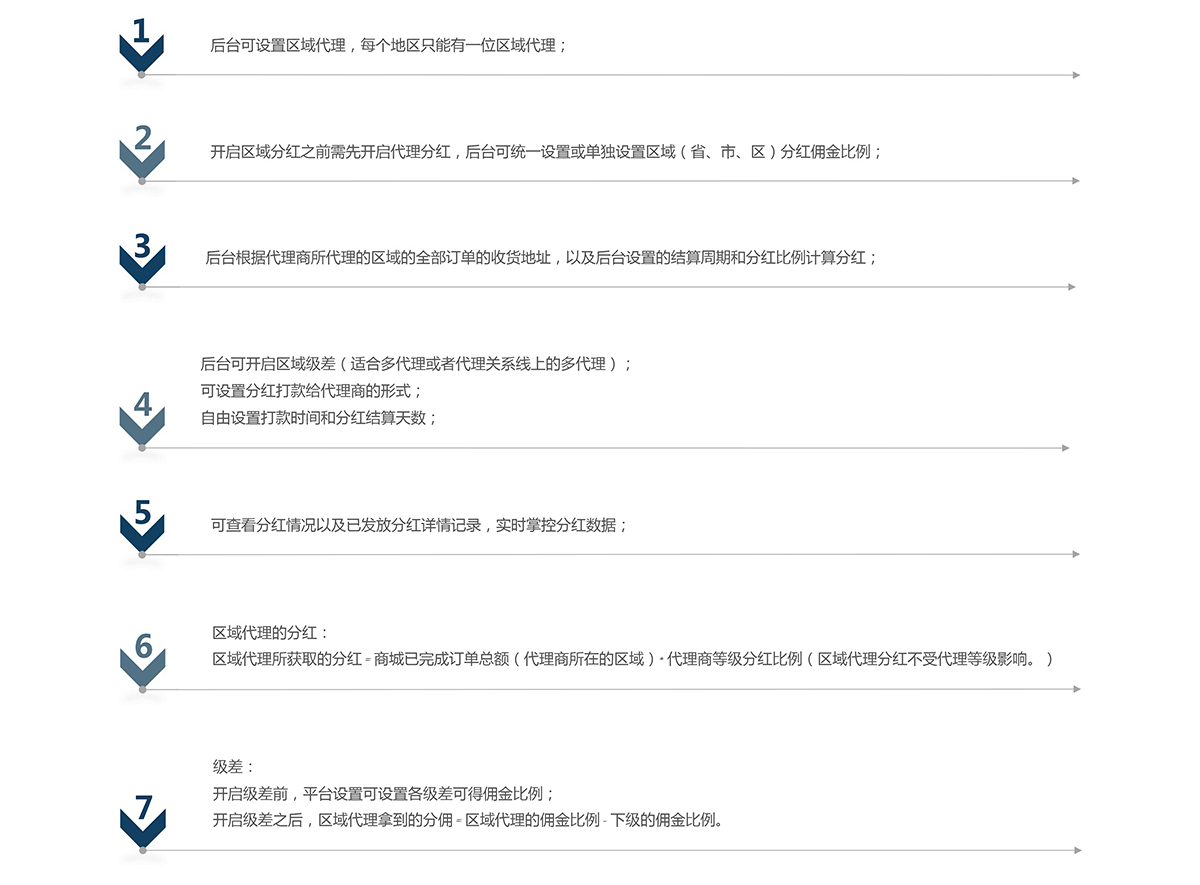 1
后台可设置区域代理，每个地区只能有一位区域代理；
2
开启区域分红之前需先开启代理分红，后台可统一设置或单独设置区域（省、市、区）分红佣金比例；
3
后台根据代理商所代理的区域的全部订单的收货地址，以及后台设置的结算周期和分红比例计算分红；
4
后台可开启区域级差（适合多代理或者代理关系线上的多代理）；
可设置分红打款给代理商的形式；
自由设置打款时间和分红结算天数；
5
可查看分红情况以及已发放分红详情记录，实时掌控分红数据；
6
区域代理的分红：
区域代理所获取的分红=商城已完成订单总额（代理商所在的区域）*代理商等级分红比例（区域代理分红不受代理等级影响。）
7
级差：
开启级差前，平台设置可设置各级差可得佣金比例；
开启级差之后，区域代理拿到的分佣=区域代理的佣金比例-下级的佣金比例。